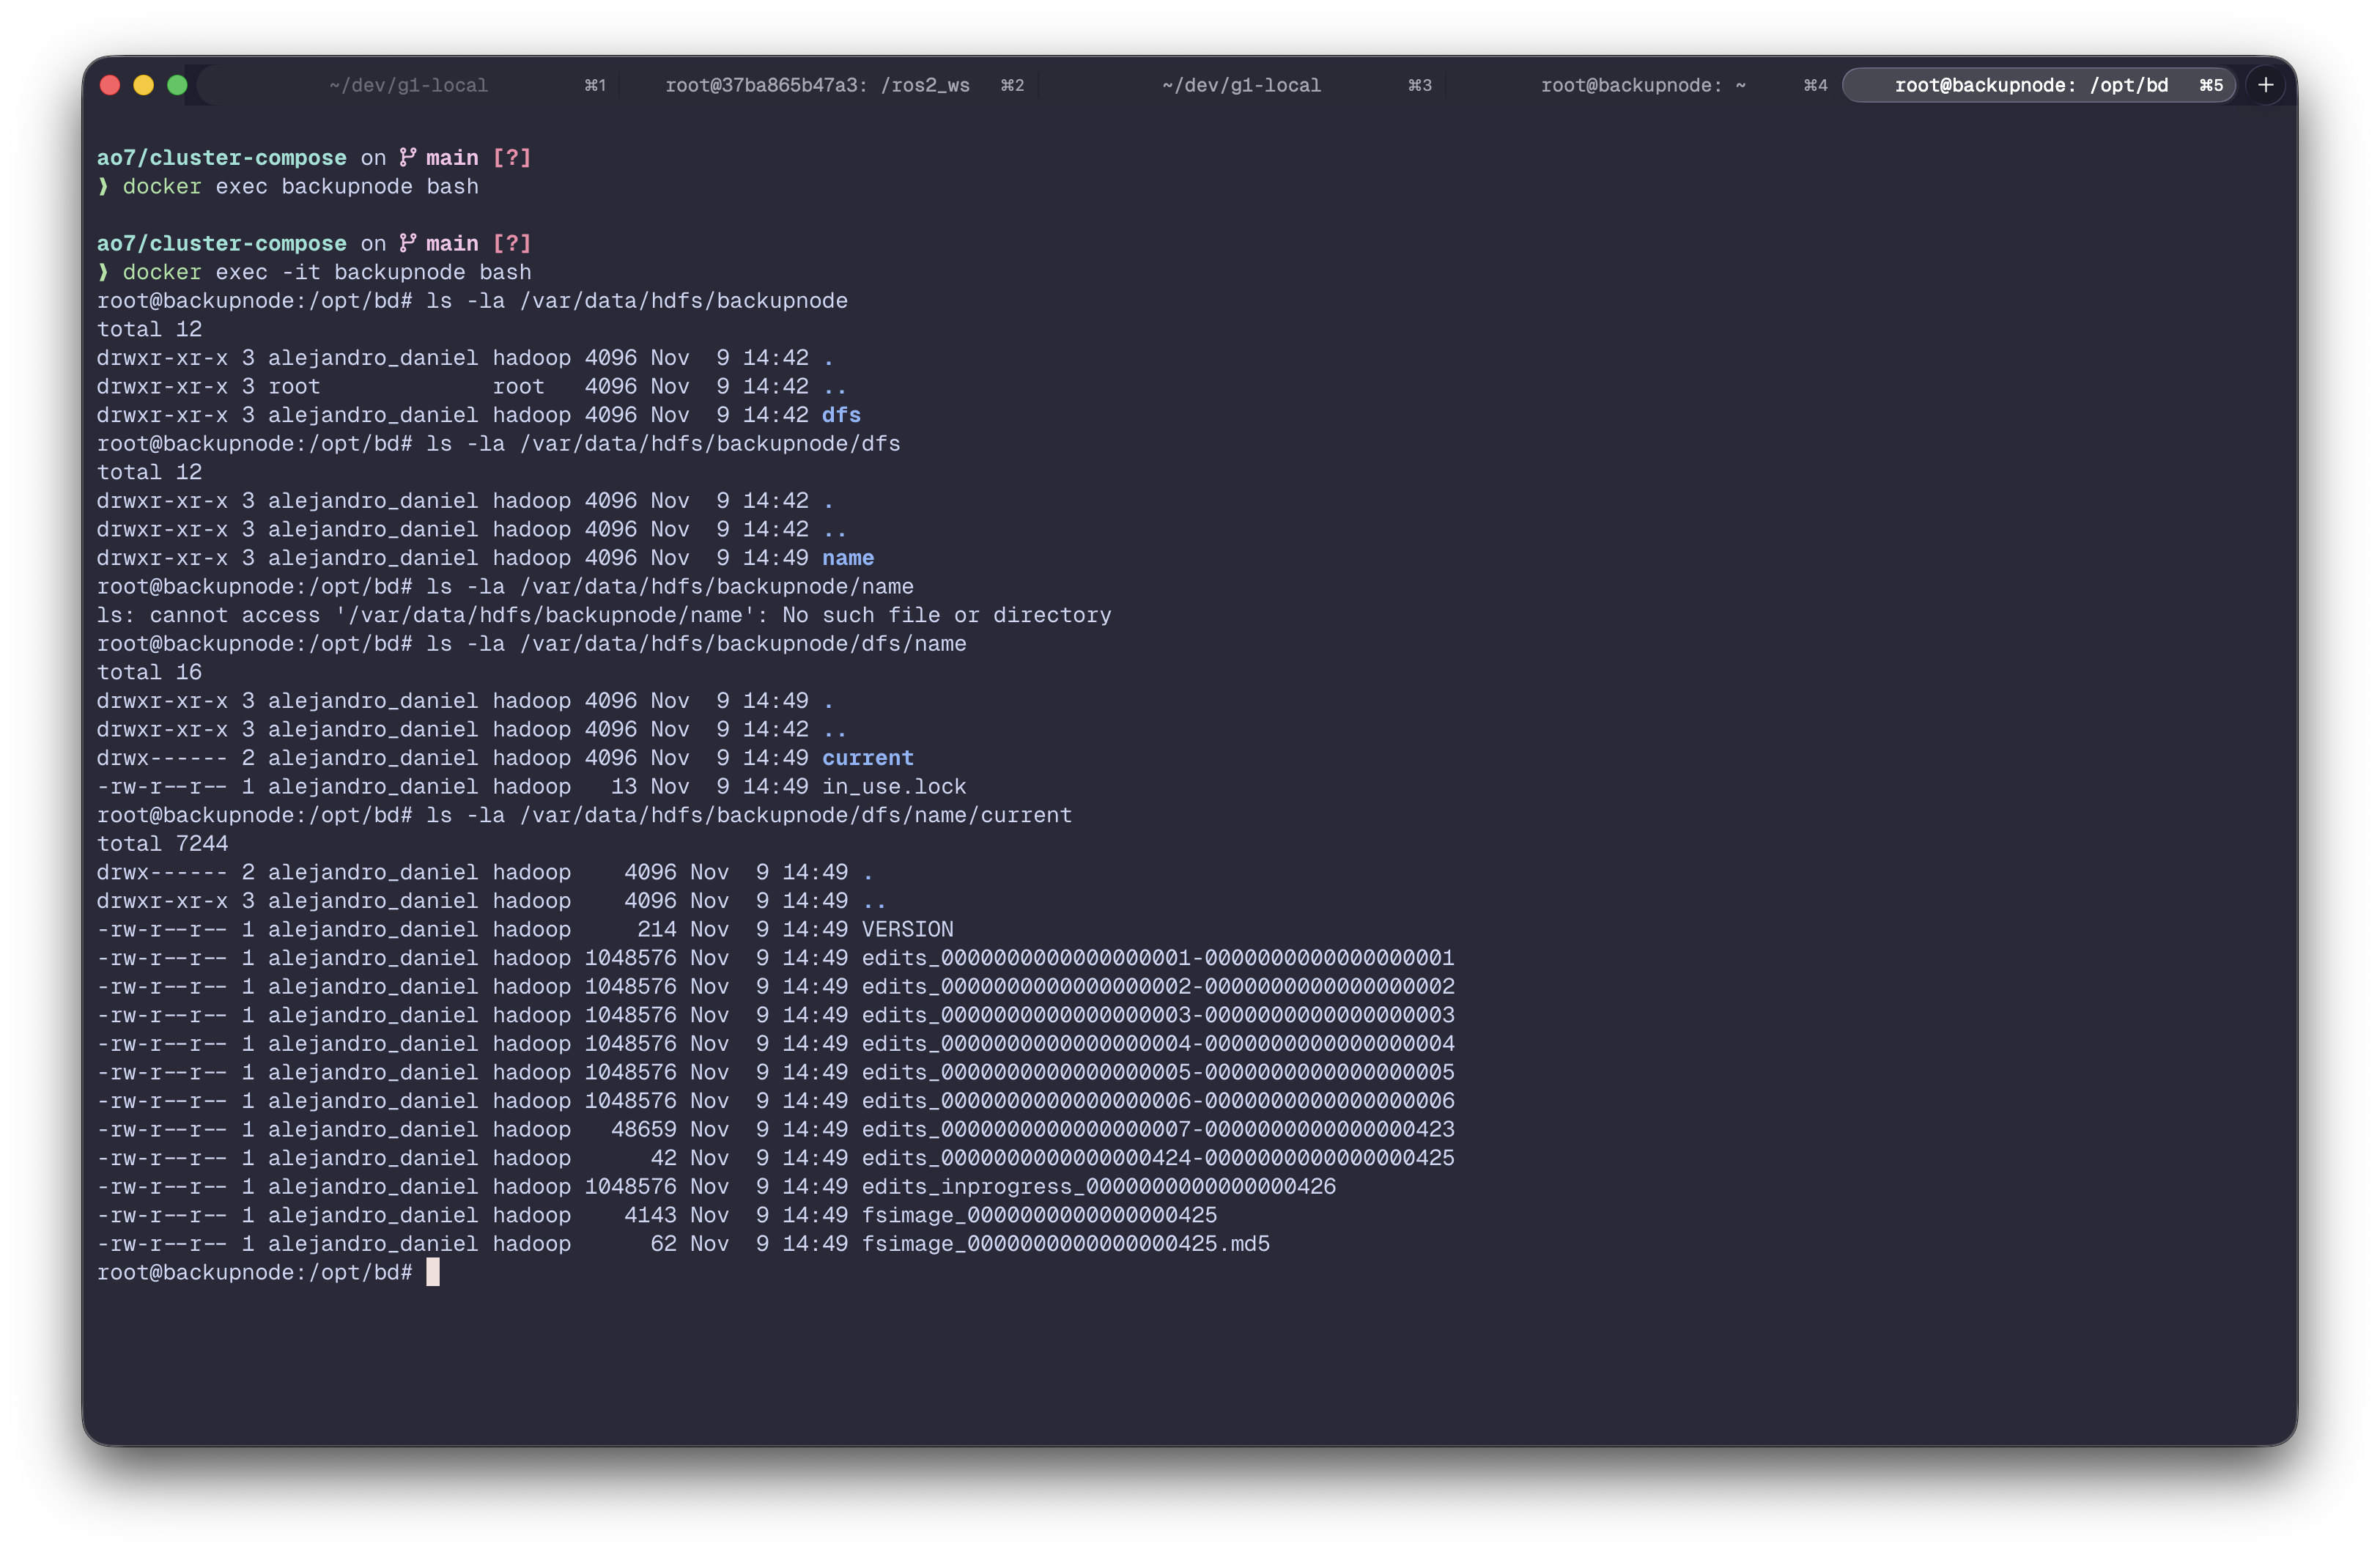 ~/dev/g1-local ⌘1 root@37ba865b47a3: /ros2_ws ⌘2 ~/dev/g1-local ⌘3 root@backupnode: ~ ⌘4 root@backupnode: /opt/bd ⌘5 +
ao7/cluster-compose on main [?]
❱ docker exec backupnode bash
ao7/cluster-compose on main [?]
❱ docker exec -it backupnode bash
root@backupnode:/opt/bd# ls -la /var/data/hdfs/backupnode
total 12
drwxr-xr-x 3 alejandro_daniel hadoop 4096 Nov  9 14:42 .
drwxr-xr-x 3 root             root   4096 Nov  9 14:42 ..
drwxr-xr-x 3 alejandro_daniel hadoop 4096 Nov  9 14:42 dfs
root@backupnode:/opt/bd# ls -la /var/data/hdfs/backupnode/dfs
total 12
drwxr-xr-x 3 alejandro_daniel hadoop 4096 Nov  9 14:42 .
drwxr-xr-x 3 alejandro_daniel hadoop 4096 Nov  9 14:42 ..
drwxr-xr-x 3 alejandro_daniel hadoop 4096 Nov  9 14:49 name
root@backupnode:/opt/bd# ls -la /var/data/hdfs/backupnode/name
ls: cannot access '/var/data/hdfs/backupnode/name': No such file or directory
root@backupnode:/opt/bd# ls -la /var/data/hdfs/backupnode/dfs/name
total 16
drwxr-xr-x 3 alejandro_daniel hadoop 4096 Nov  9 14:49 .
drwxr-xr-x 3 alejandro_daniel hadoop 4096 Nov  9 14:42 ..
drwx------ 2 alejandro_daniel hadoop 4096 Nov  9 14:49 current
-rw-r--r-- 1 alejandro_daniel hadoop   13 Nov  9 14:49 in_use.lock
root@backupnode:/opt/bd# ls -la /var/data/hdfs/backupnode/dfs/name/current
total 7244
drwx------ 2 alejandro_daniel hadoop    4096 Nov  9 14:49 .
drwxr-xr-x 3 alejandro_daniel hadoop    4096 Nov  9 14:49 ..
-rw-r--r-- 1 alejandro_daniel hadoop     214 Nov  9 14:49 VERSION
-rw-r--r-- 1 alejandro_daniel hadoop 1048576 Nov  9 14:49 edits_0000000000000000001-0000000000000000001
-rw-r--r-- 1 alejandro_daniel hadoop 1048576 Nov  9 14:49 edits_0000000000000000002-0000000000000000002
-rw-r--r-- 1 alejandro_daniel hadoop 1048576 Nov  9 14:49 edits_0000000000000000003-0000000000000000003
-rw-r--r-- 1 alejandro_daniel hadoop 1048576 Nov  9 14:49 edits_0000000000000000004-0000000000000000004
-rw-r--r-- 1 alejandro_daniel hadoop 1048576 Nov  9 14:49 edits_0000000000000000005-0000000000000000005
-rw-r--r-- 1 alejandro_daniel hadoop 1048576 Nov  9 14:49 edits_0000000000000000006-0000000000000000006
-rw-r--r-- 1 alejandro_daniel hadoop   48659 Nov  9 14:49 edits_0000000000000000007-0000000000000000423
-rw-r--r-- 1 alejandro_daniel hadoop      42 Nov  9 14:49 edits_0000000000000000424-0000000000000000425
-rw-r--r-- 1 alejandro_daniel hadoop 1048576 Nov  9 14:49 edits_inprogress_0000000000000000426
-rw-r--r-- 1 alejandro_daniel hadoop    4143 Nov  9 14:49 fsimage_0000000000000000425
-rw-r--r-- 1 alejandro_daniel hadoop      62 Nov  9 14:49 fsimage_0000000000000000425.md5
root@backupnode:/opt/bd#